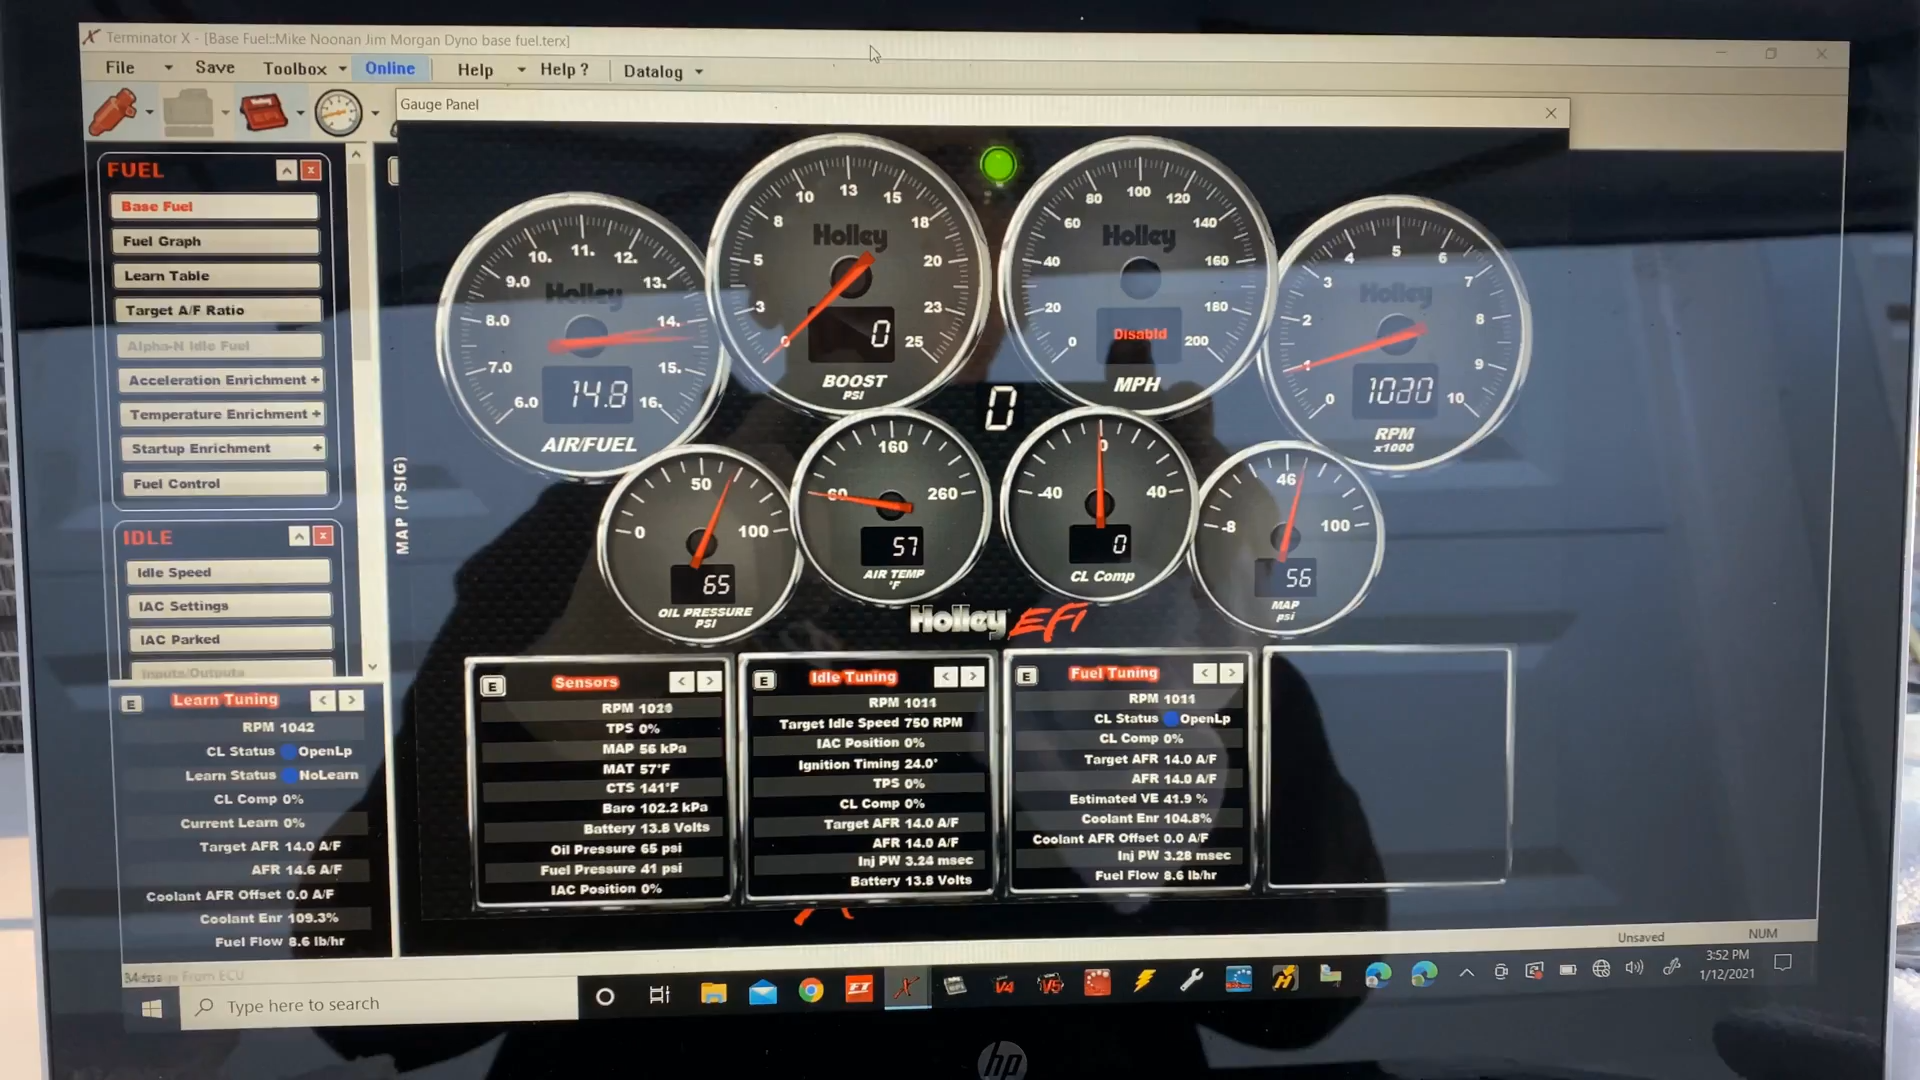 Terminator X - [Base Fuel::Mike Noonan Jim Morgan Dyno base fuel.terx]
File Save Toolbox Online Help Help ? Datalog
Gauge Panel
FUEL
Base Fuel
Fuel Graph
Learn Table
Target A/F Ratio
Alpha-N Idle Fuel
Acceleration Enrichment +
Temperature Enrichment +
Startup Enrichment +
Fuel Control
IDLE
Idle Speed
IAC Settings
IAC Parked
Inputs/Outputs
E Learn Tuning < >
RPM 1042
CL Status OpenLp
Learn Status NoLearn
CL Comp 0%
Current Learn 0%
Target AFR 14.0 A/F
AFR 14.6 A/F
Coolant AFR Offset 0.0 A/F
Coolant Enr 109.3%
Fuel Flow 8.6 lb/hr
MAP (PSIG)
6.0 7.0 8.0 9.0 10. 11. 12. 13. 14. 15. 16.
Holley
14.8
AIR/FUEL
0 3 5 8 10 13 15 18 20 23 25
Holley
0
BOOST
PSI
0 20 40 60 80 100 120 140 160 180 200
Holley
Disabld
MPH
0 1 2 3 4 5 6 7 8 9 10
Holley
1020
RPM
x1000
0
0 50 100
65
OIL PRESSURE
PSI
60 160 260
57
AIR TEMP
°F
-40 0 40
0
CL Comp
-8 46 100
56
MAP
psi
Holley EFI
E Sensors < >
RPM 1020
TPS 0%
MAP 56 kPa
MAT 57°F
CTS 141°F
Baro 102.2 kPa
Battery 13.8 Volts
Oil Pressure 65 psi
Fuel Pressure 41 psi
IAC Position 0%
E Idle Tuning < >
RPM 1011
Target Idle Speed 750 RPM
IAC Position 0%
Ignition Timing 24.0°
TPS 0%
CL Comp 0%
Target AFR 14.0 A/F
AFR 14.0 A/F
Inj PW 3.24 msec
Battery 13.8 Volts
E Fuel Tuning < >
RPM 1011
CL Status OpenLp
CL Comp 0%
Target AFR 14.0 A/F
AFR 14.0 A/F
Estimated VE 41.9 %
Coolant Enr 104.8%
Coolant AFR Offset 0.0 A/F
Inj PW 3.28 msec
Fuel Flow 8.6 lb/hr
From ECU
Unsaved NUM
Type here to search
V4
V5
3:52 PM
1/12/2021
hp